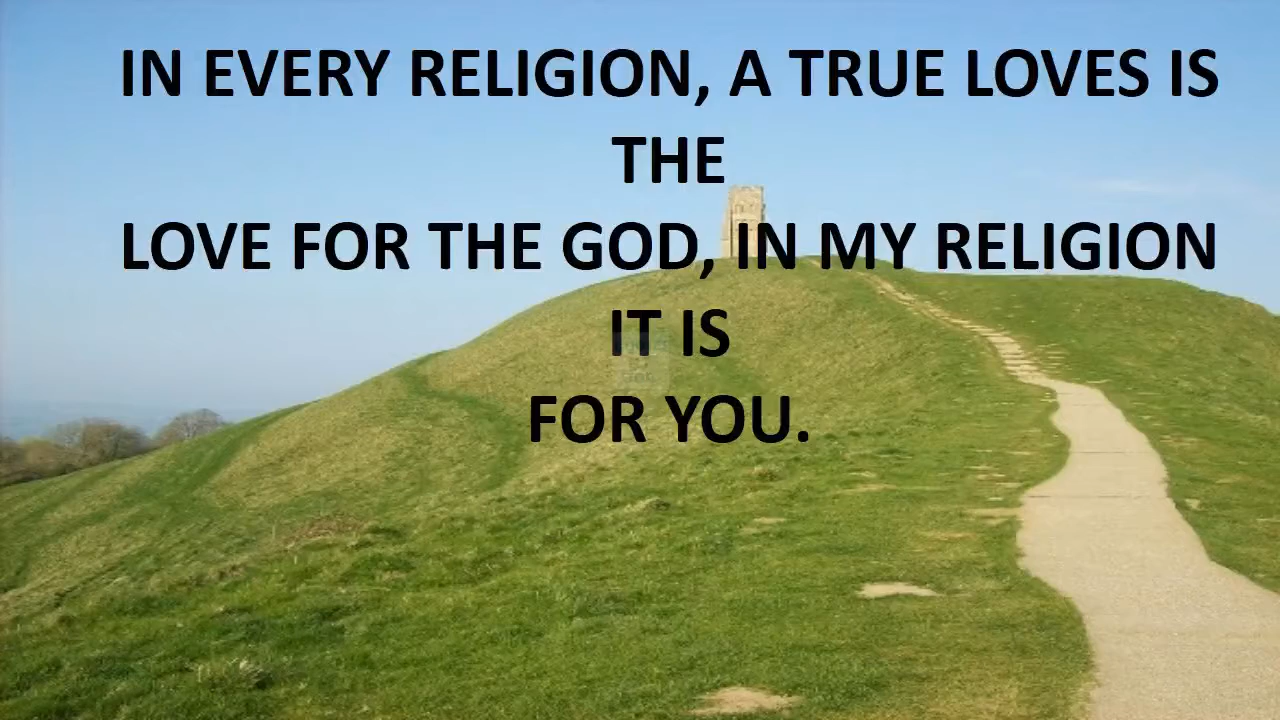 IN EVERY RELIGION, A TRUE LOVES IS
THE
LOVE FOR THE GOD, IN MY RELIGION
IT IS
FOR YOU.